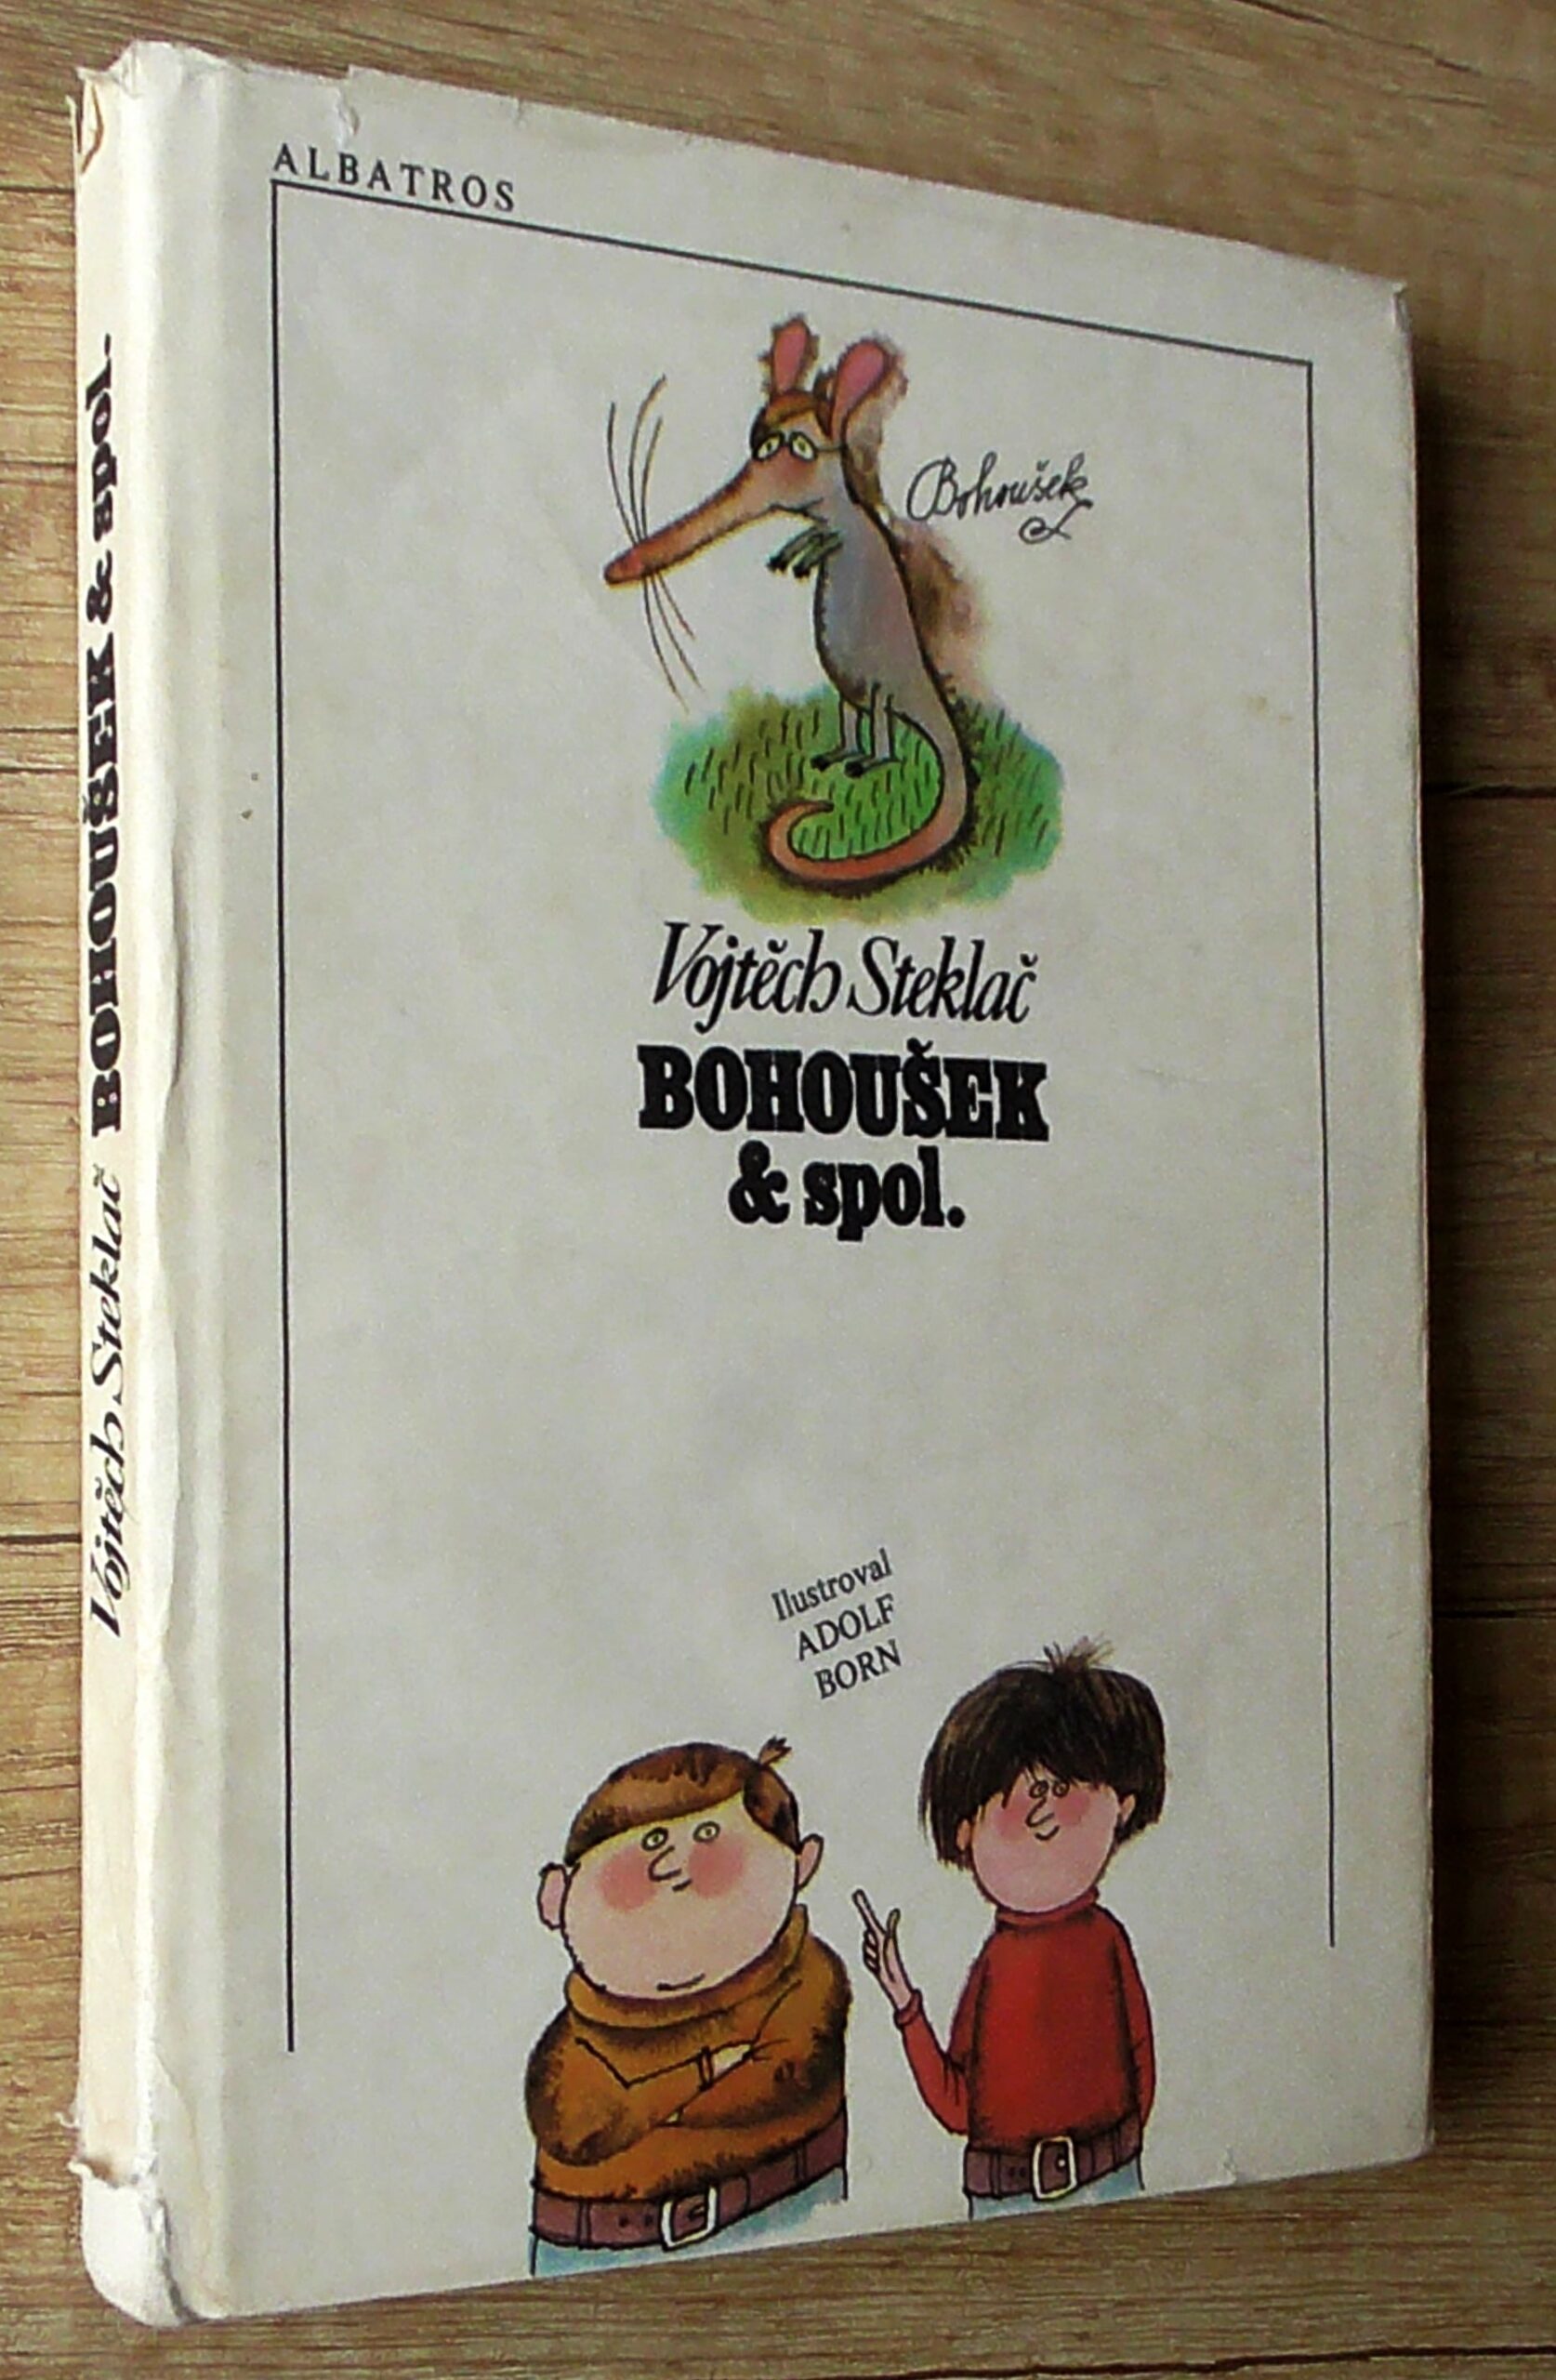 ALBATROS
Bohoušek
Vojtěch Steklač
BOHOUŠEK
& spol.
Ilustroval
ADOLF
BORN
Vojtěch Steklač BOHOUŠEK & spol.